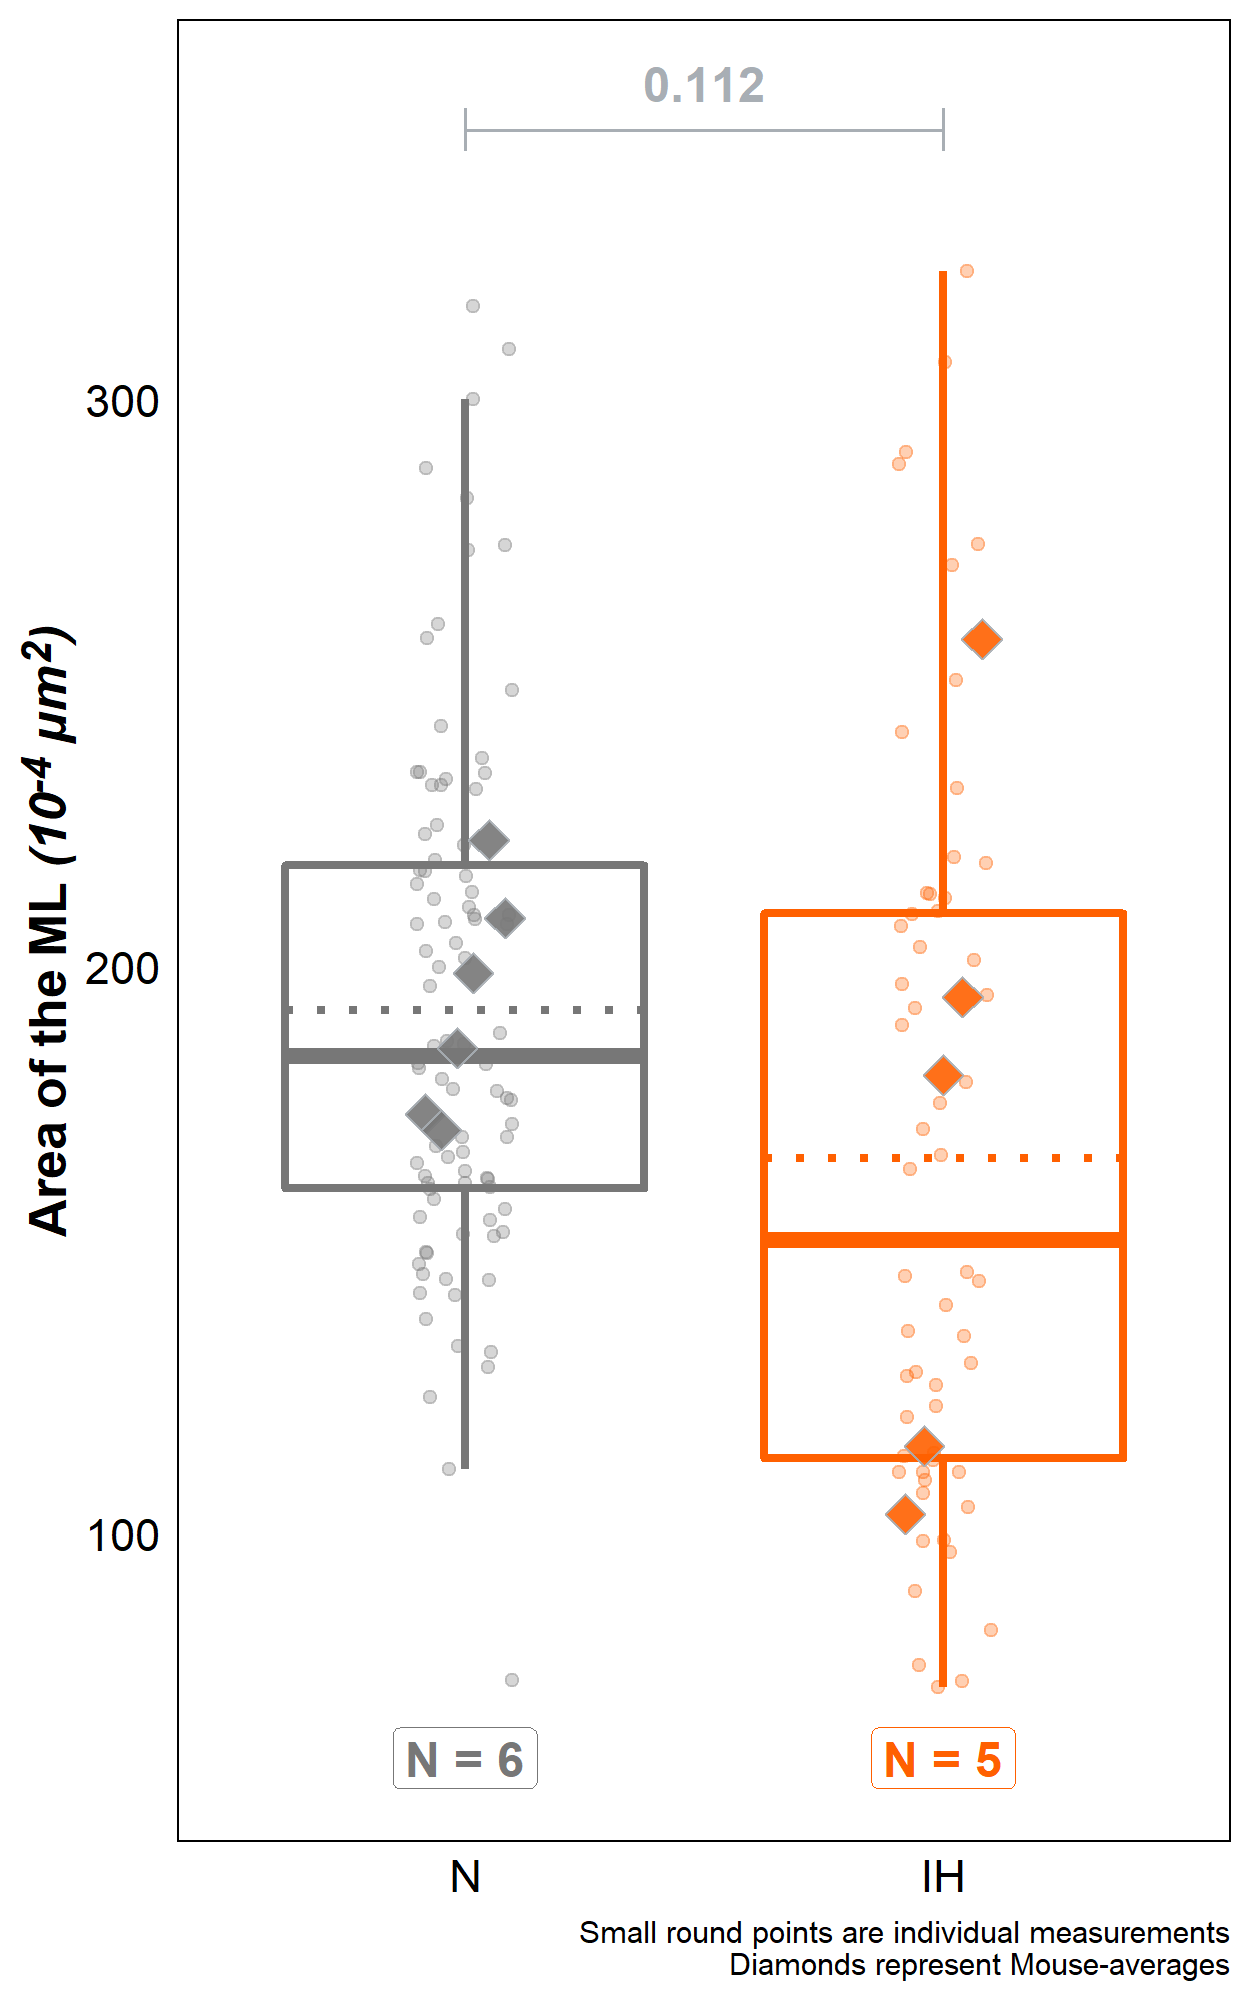 0.112
300
200
100
Area of the ML (10⁻⁴ µm²)
N = 6
N = 5
N
IH
Small round points are individual measurements
Diamonds represent Mouse-averages